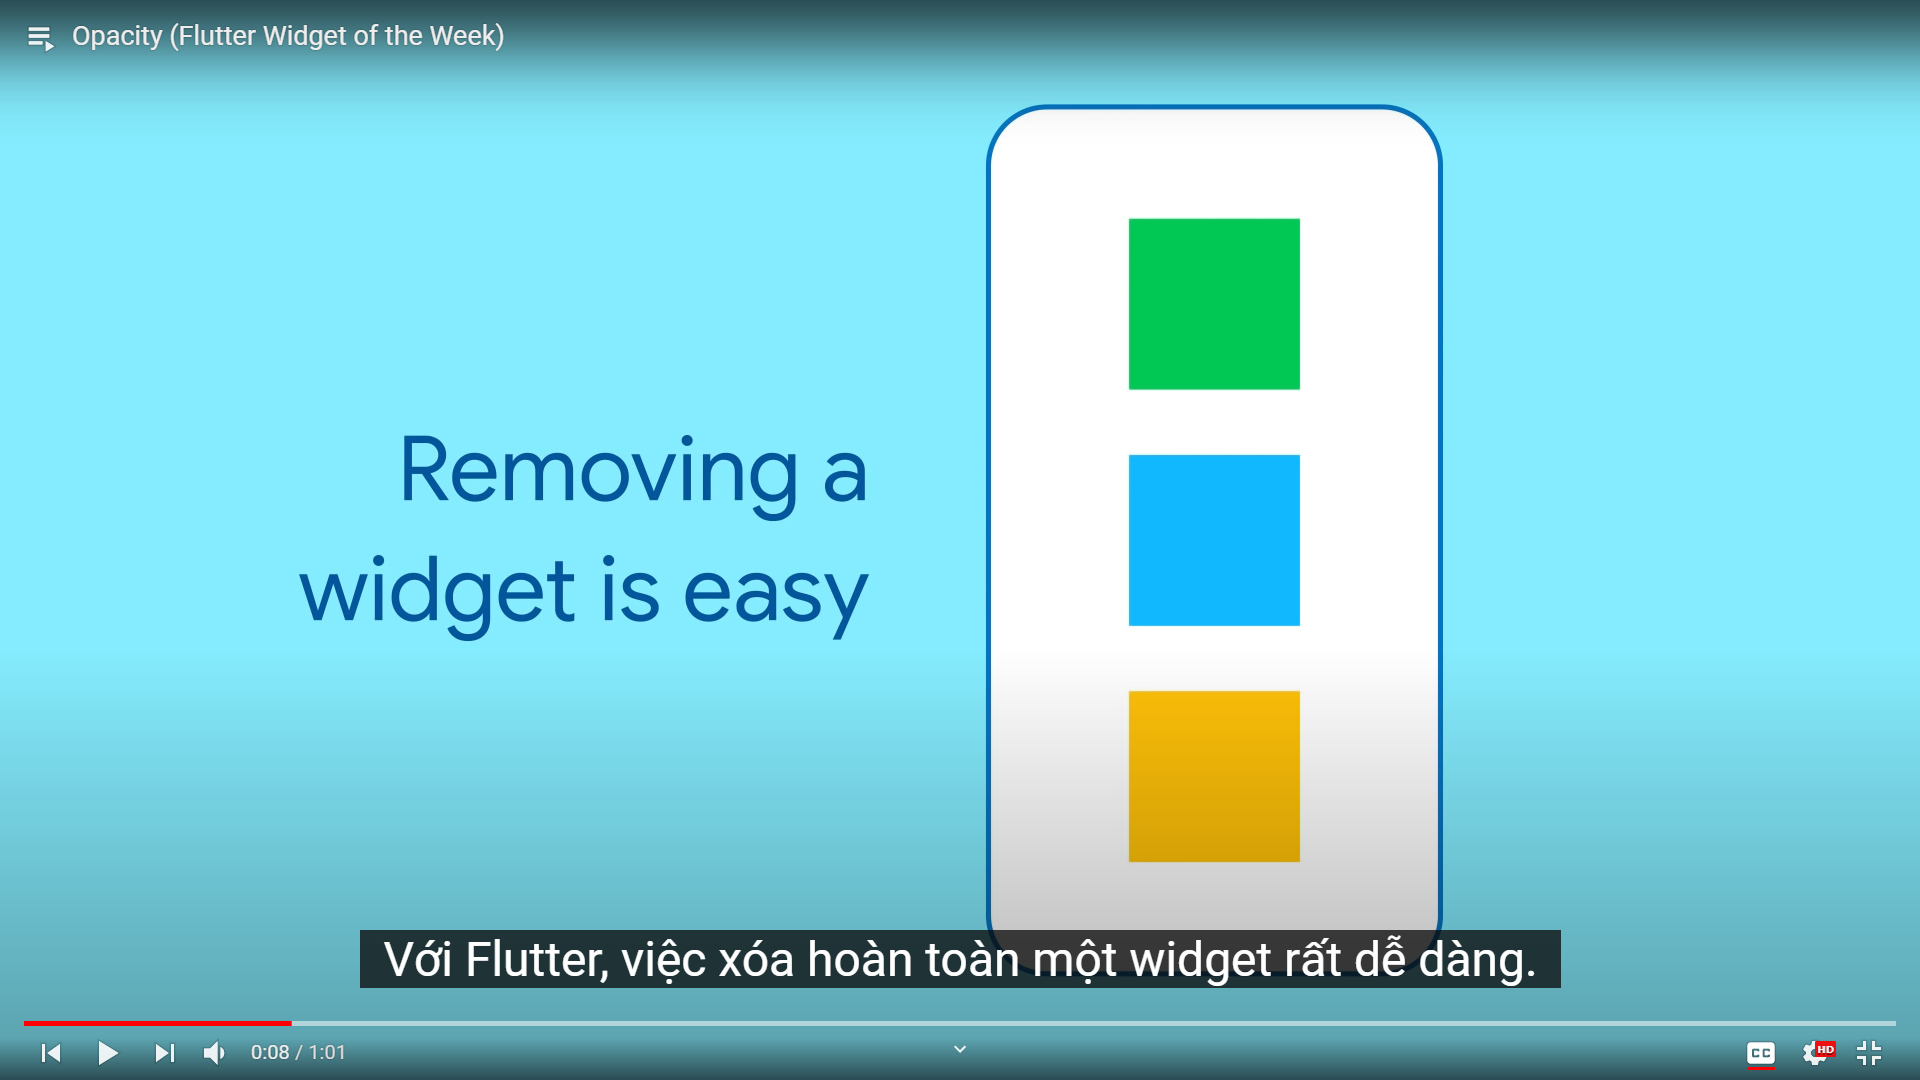 Opacity (Flutter Widget of the Week)
Removing a
widget is easy
Với Flutter, việc xóa hoàn toàn một widget rất dễ dàng.
0:08 / 1:01
CC
HD